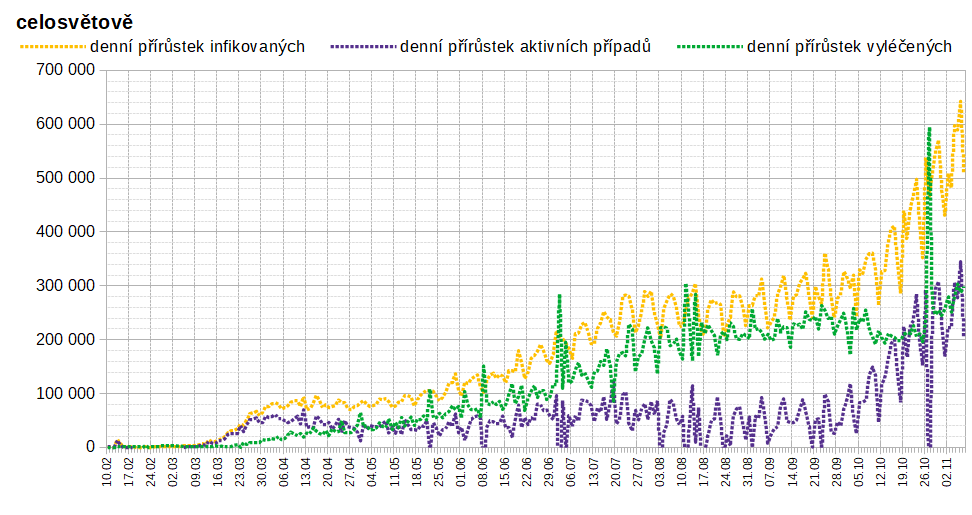 celosvětově
denní přírůstek infikovaných denní přírůstek aktivních případů denní přírůstek vyléčených
700 000
600 000
500 000
400 000
300 000
200 000
100 000
0
10.02 17.02 24.02 02.03 09.03 16.03 23.03 30.03 06.04 13.04 20.04 27.04 04.05 11.05 18.05 25.05 01.06 08.06 15.06 22.06 29.06 06.07 13.07 20.07 27.07 03.08 10.08 17.08 24.08 31.08 07.09 14.09 21.09 28.09 05.10 12.10 19.10 26.10 02.11